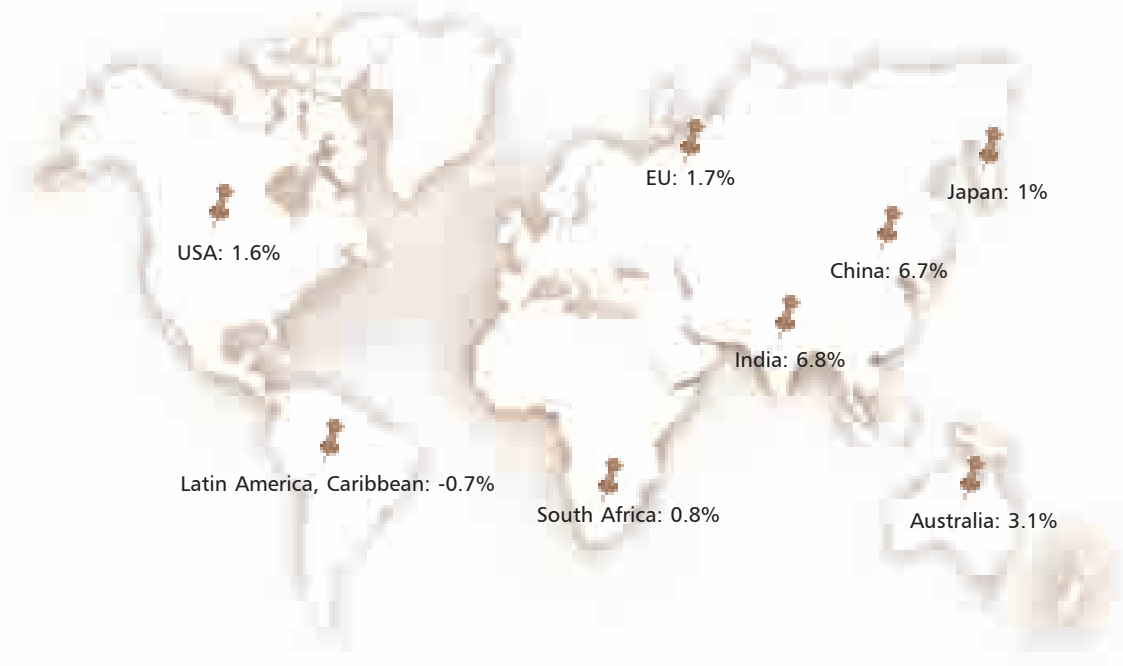 EU: 1.7%
Japan: 1%
USA: 1.6%
China: 6.7%
India: 6.8%
Latin America, Caribbean: -0.7%
South Africa: 0.8%
Australia: 3.1%